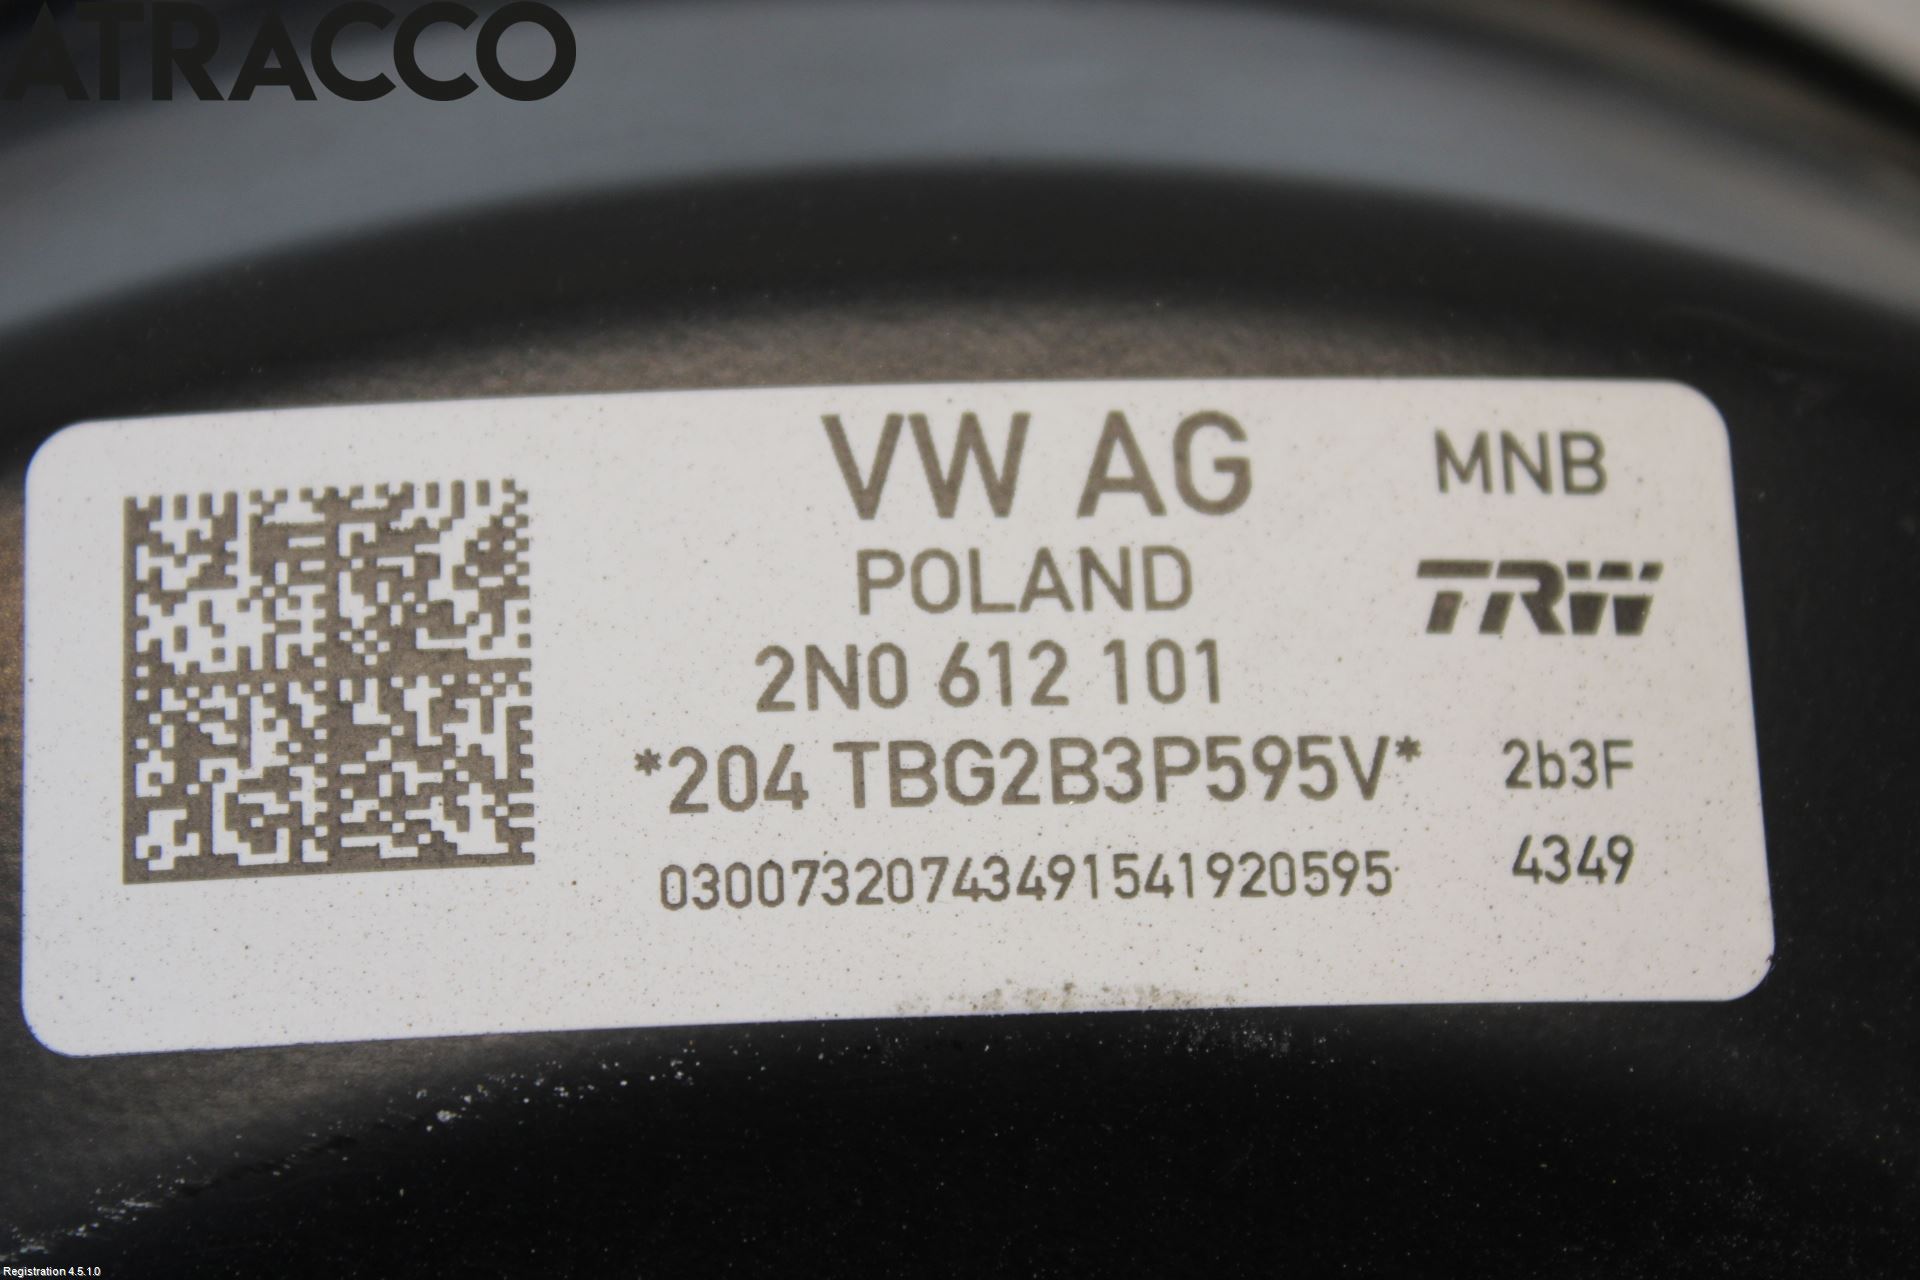 ATRACCO
VW AG
MNB
POLAND
TRW
2N0 612 101
*204 TBG2B3P595V*
2b3F
03007320743491541920595
4349
Registration 4.5.1.0